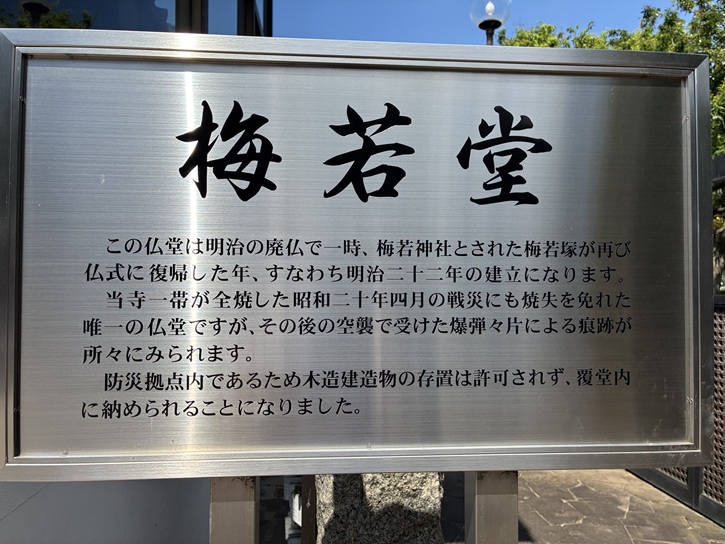 梅若堂
この仏堂は明治の廃仏で一時、梅若神社とされた梅若塚が再び
仏式に復帰した年、すなわち明治二十二年の建立になります。
当寺一帯が全焼した昭和二十年四月の戦災にも焼失を免れた
唯一の仏堂ですが、その後の空襲で受けた爆弾々片による痕跡が
所々にみられます。
防災拠点内であるため木造建造物の存置は許可されず、覆堂内
に納められることになりました。